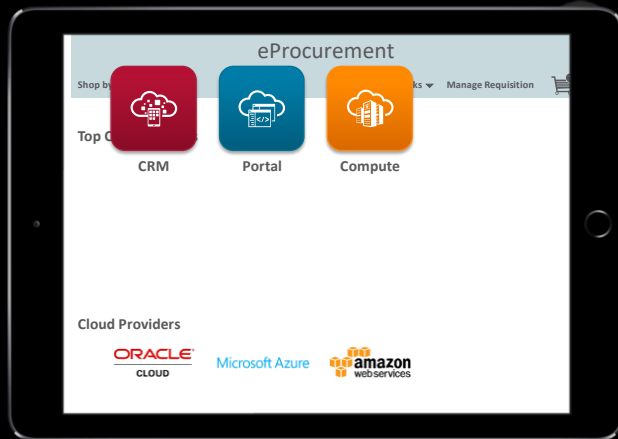 eProcurement
Shop by
ks Manage Requisition
Top C
CRM Portal Compute
Cloud Providers
ORACLE
CLOUD
Microsoft Azure
amazon
webservices